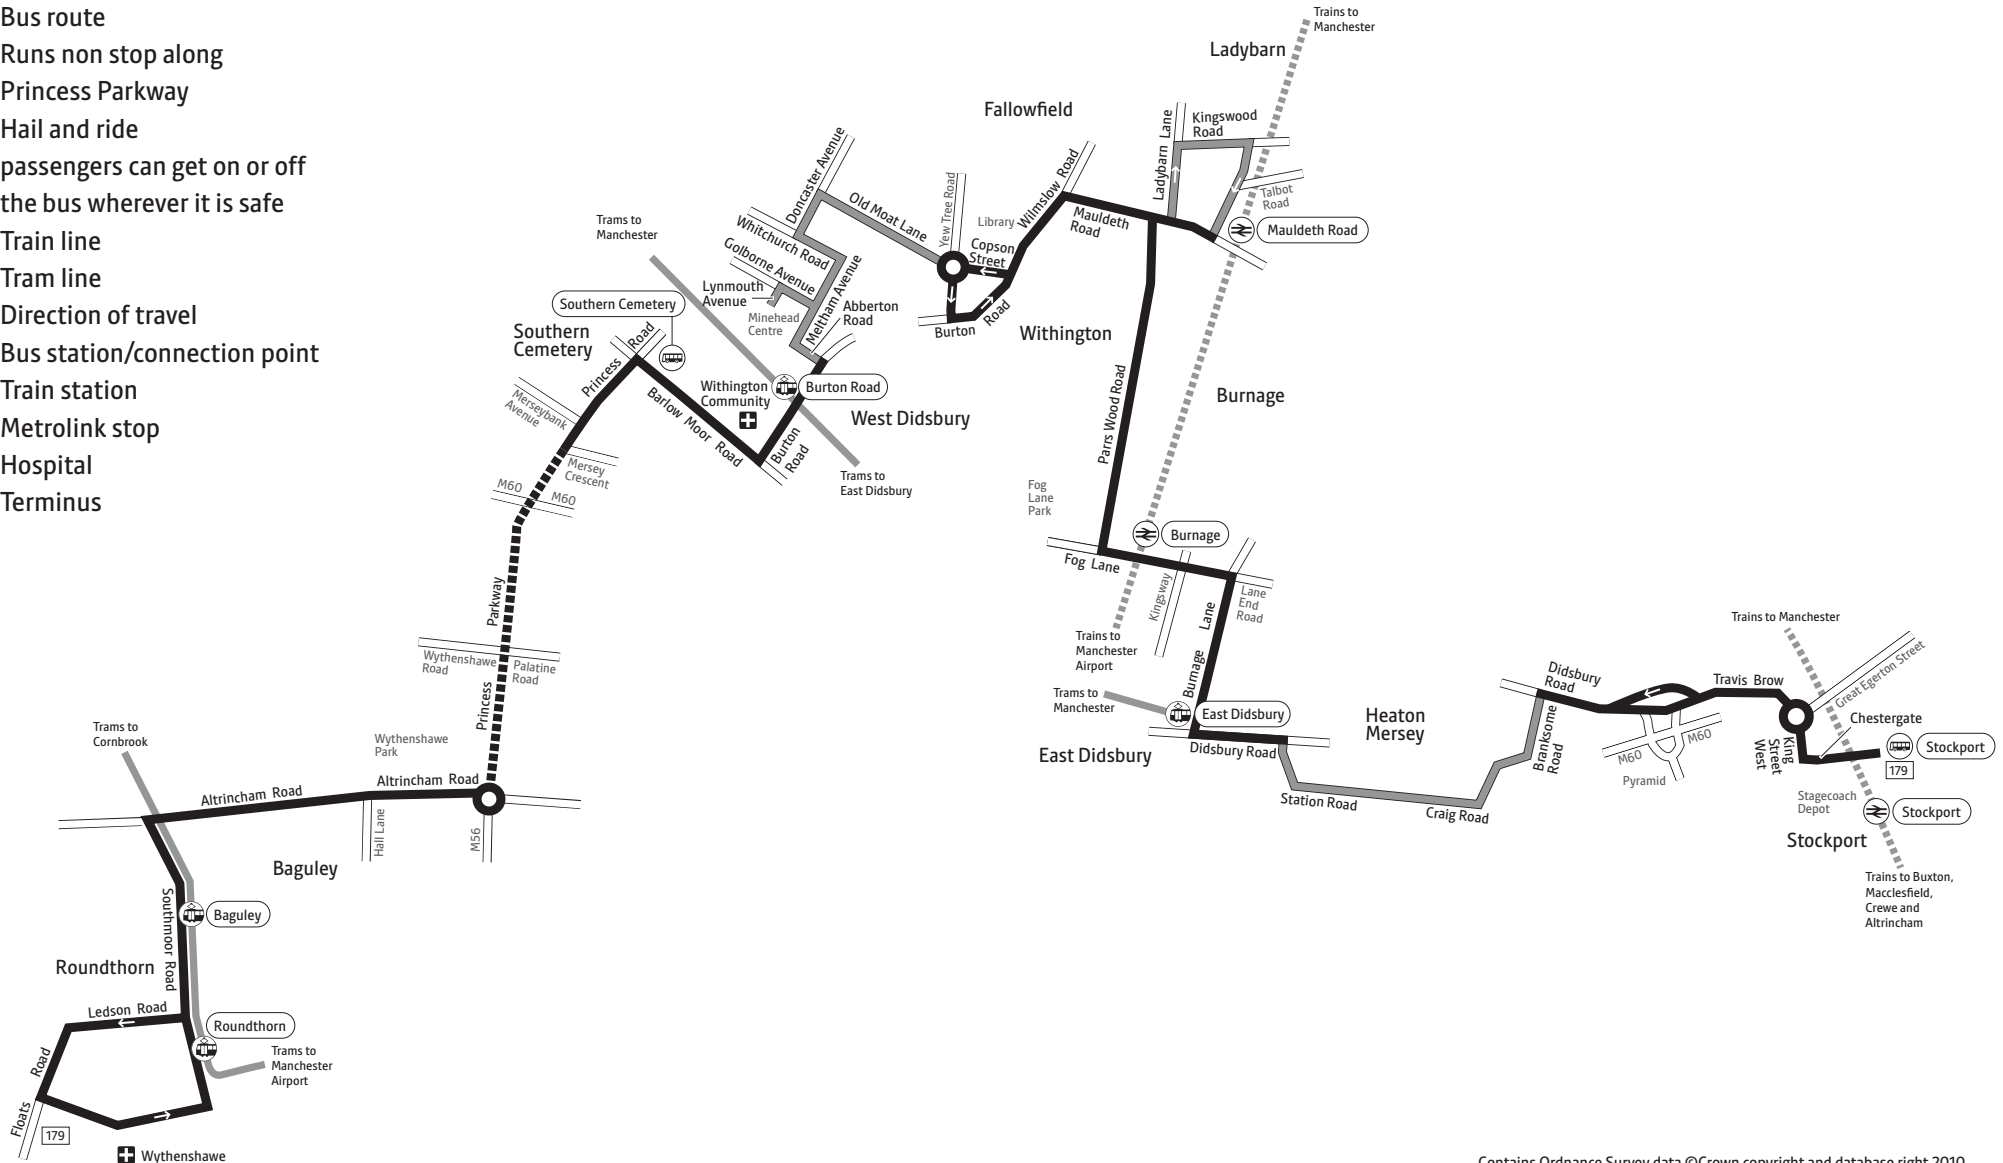 Bus route
Runs non stop along
Princess Parkway
Hail and ride
passengers can get on or off
the bus wherever it is safe
Train line
Tram line
Direction of travel
Bus station/connection point
Train station
Metrolink stop
Hospital
Terminus
Trains to
Manchester
Ladybarn
Fallowfield
Ladybarn Lane
Kingswood
Road
Talbot
Road
Mauldeth Road
Doncaster Avenue
Old Moat Lane
Yew Tree Road
Library
Wilmslow Road
Mauldeth
Road
Copson
Street
Whitchurch Road
Golborne Avenue
Lynmouth
Avenue
Minehead
Centre
Meltham Avenue
Abberton
Road
Burton
Road
Withington
Trams to
Manchester
Southern Cemetery
Southern
Cemetery
Princess
Road
Merseybank
Avenue
Mersey
Crescent
M60
M60
Barlow Moor Road
Withington
Community
Burton Road
Burton
Road
West Didsbury
Trams to
East Didsbury
Burnage
Parrs Wood Road
Fog
Lane
Park
Burnage
Fog Lane
Kingsway
Lane
End
Road
Trains to
Manchester
Airport
Burnage Lane
Trams to
Manchester
East Didsbury
East Didsbury
Didsbury Road
Station Road
Craig Road
Heaton
Mersey
Branksome
Road
Didsbury
Road
M60
M60
Pyramid
Travis Brow
Trains to Manchester
Great Egerton Street
Chestergate
King
Street
West
Stockport
179
Stagecoach
Depot
Stockport
Stockport
Trains to Buxton,
Macclesfield,
Crewe and
Altrincham
Princess Parkway
Wythenshawe
Road
Palatine
Road
Wythenshawe
Park
Altrincham Road
Altrincham Road
Hall Lane
M56
Baguley
Trams to
Cornbrook
Southmoor Road
Baguley
Roundthorn
Ledson Road
Roundthorn
Trams to
Manchester
Airport
Floats Road
179
Wythenshawe
Contains Ordnance Survey data ©Crown copyright and database right 2010